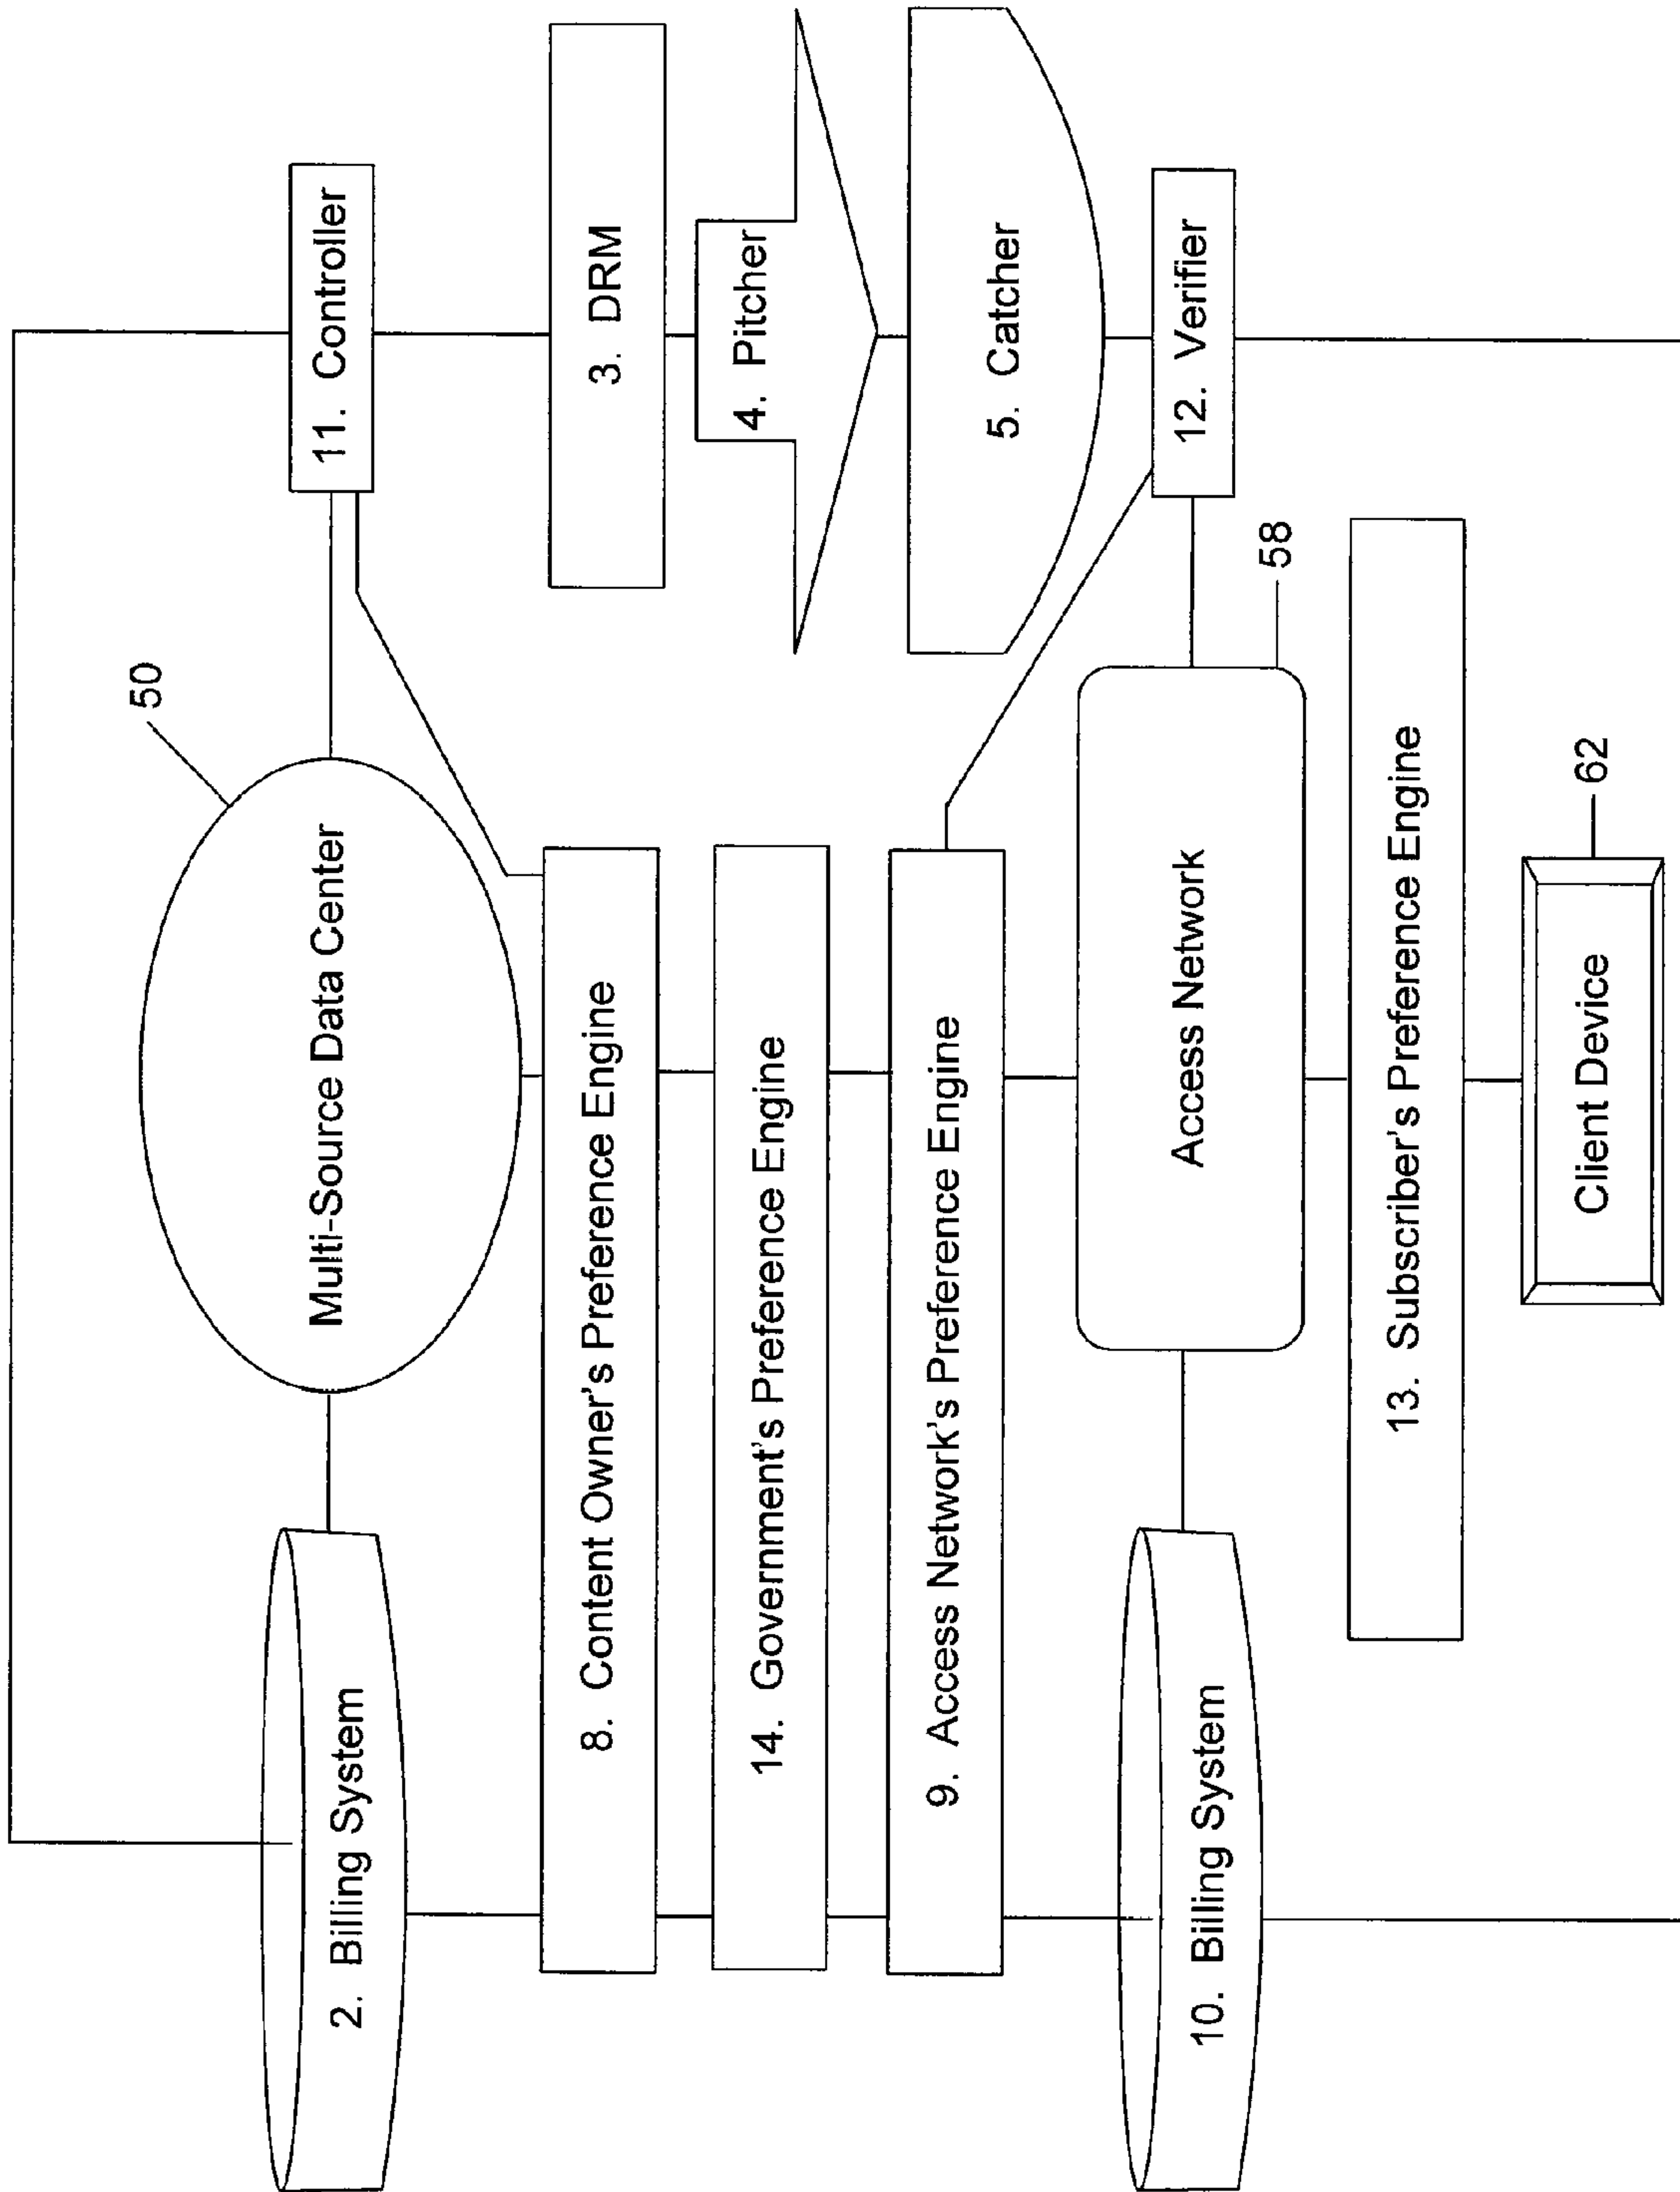 50
2. Billing System
Multi-Source Data Center
11. Controller
8. Content Owner's Preference Engine
3. DRM
14. Government's Preference Engine
4. Pitcher
9. Access Network's Preference Engine
5. Catcher
10. Billing System
Access Network
12. Verifier
58
13. Subscriber's Preference Engine
Client Device
62